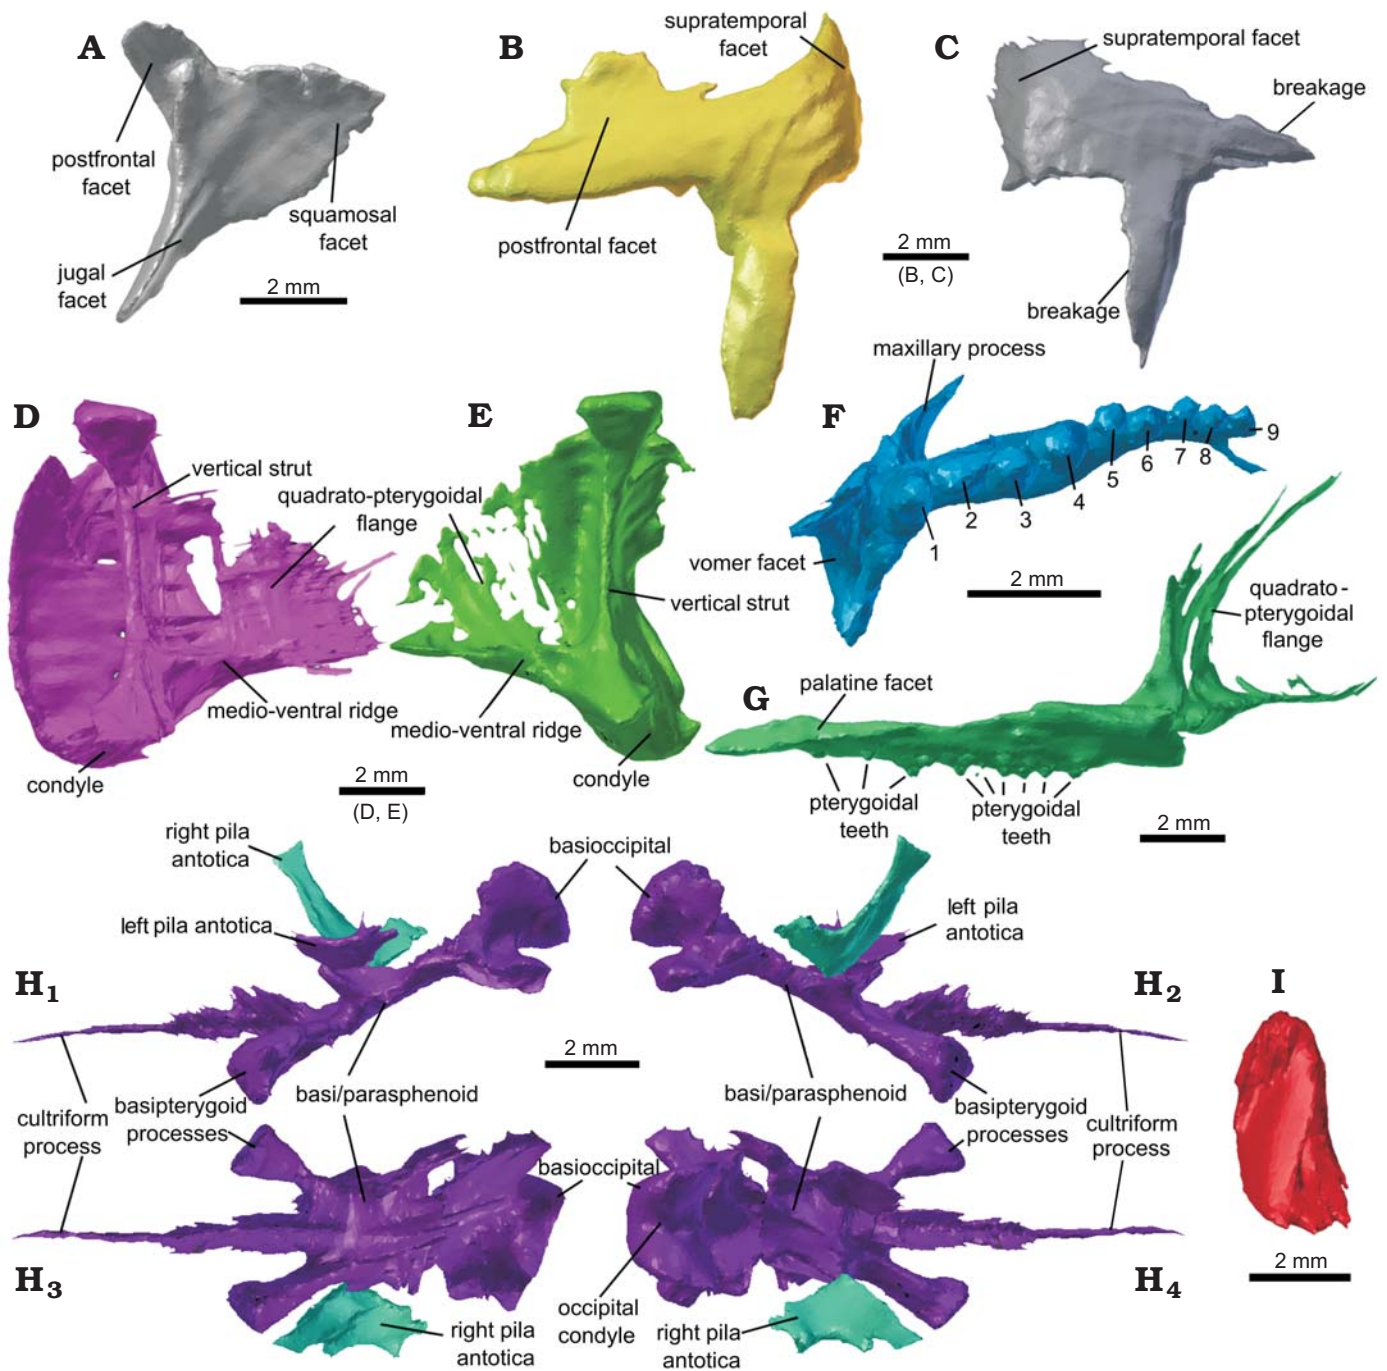 A
postfrontal
facet
jugal
facet
squamosal
facet
2 mm
B
supratemporal
facet
postfrontal facet
2 mm
(B, C)
C
supratemporal facet
breakage
breakage
D
vertical strut
quadrato-pterygoidal
flange
medio-ventral ridge
condyle
2 mm
(D, E)
E
vertical strut
medio-ventral ridge
condyle
F
maxillary process
vomer facet
1
2
3
4
5
6
7
8
9
2 mm
G
palatine facet
quadrato-
pterygoidal
flange
pterygoidal
teeth
pterygoidal
teeth
2 mm
H1
right pila
antotica
left pila antotica
basioccipital
H2
left pila
antotica
2 mm
cultriform
process
basipterygoid
processes
basi/parasphenoid
basi/parasphenoid
basipterygoid
processes
cultriform
process
H3
basioccipital
right pila
antotica
occipital
condyle
right pila
antotica
H4
I
2 mm